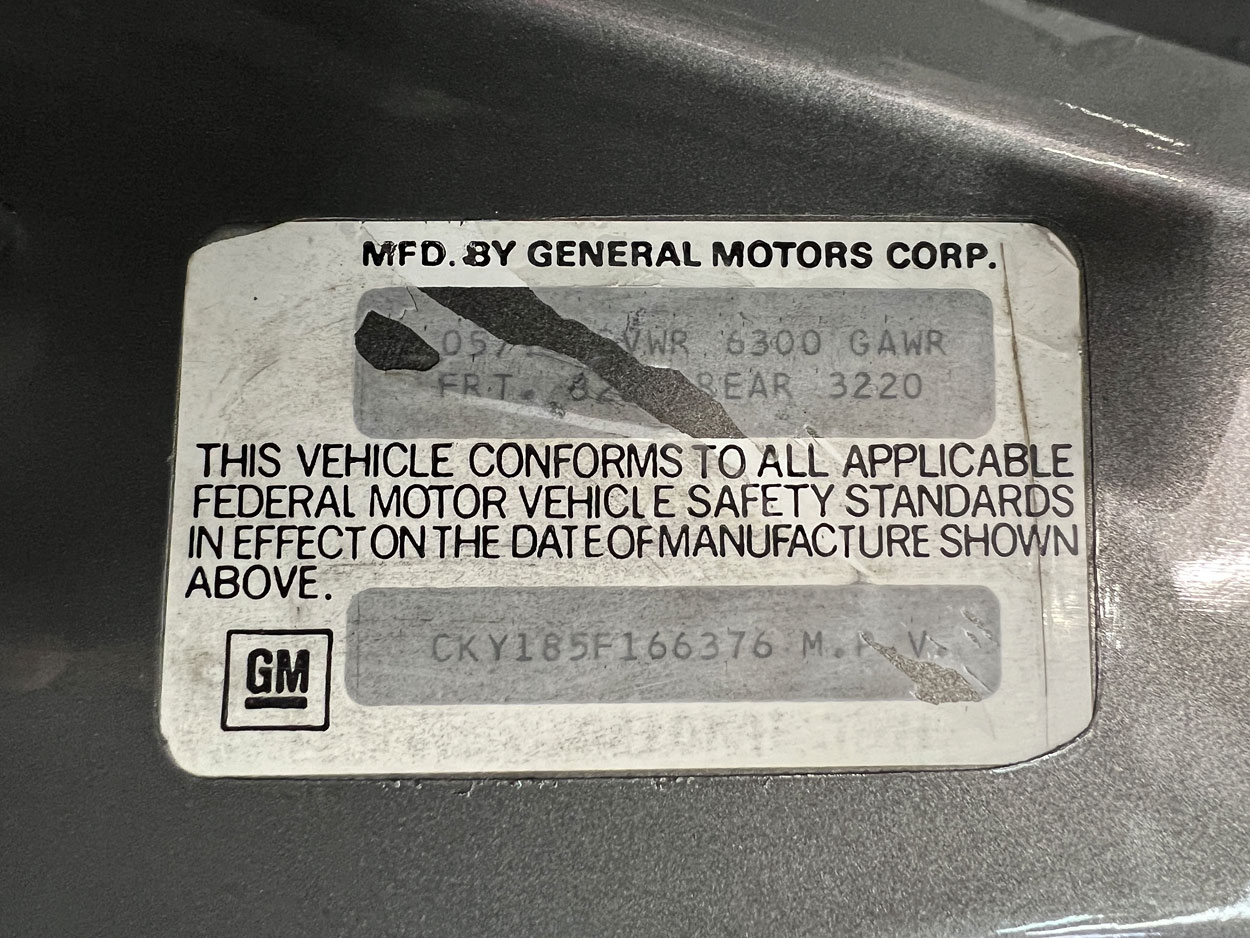 MFD. BY GENERAL MOTORS CORP.
6300 GAWR
FRT. REAR 3220
THIS VEHICLE CONFORMS TO ALL APPLICABLE
FEDERAL MOTOR VEHICLE SAFETY STANDARDS
IN EFFECT ON THE DATE OF MANUFACTURE SHOWN
ABOVE.
GM
CKY185F166376